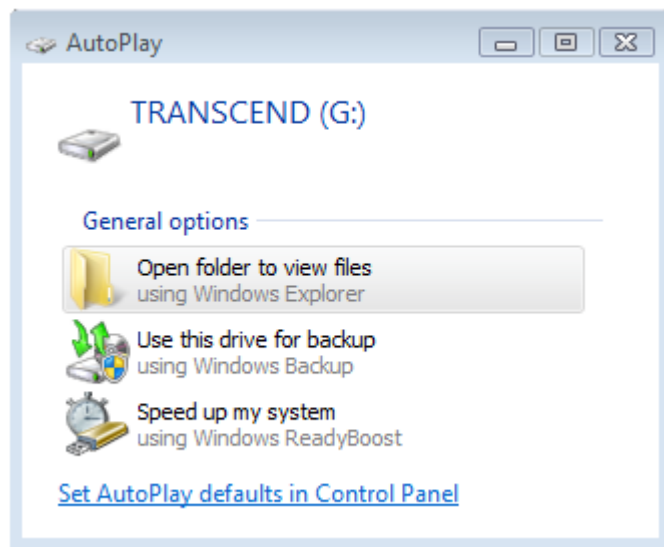 AutoPlay
TRANSCEND (G:)
General options
Open folder to view files
using Windows Explorer
Use this drive for backup
using Windows Backup
Speed up my system
using Windows ReadyBoost
Set AutoPlay defaults in Control Panel